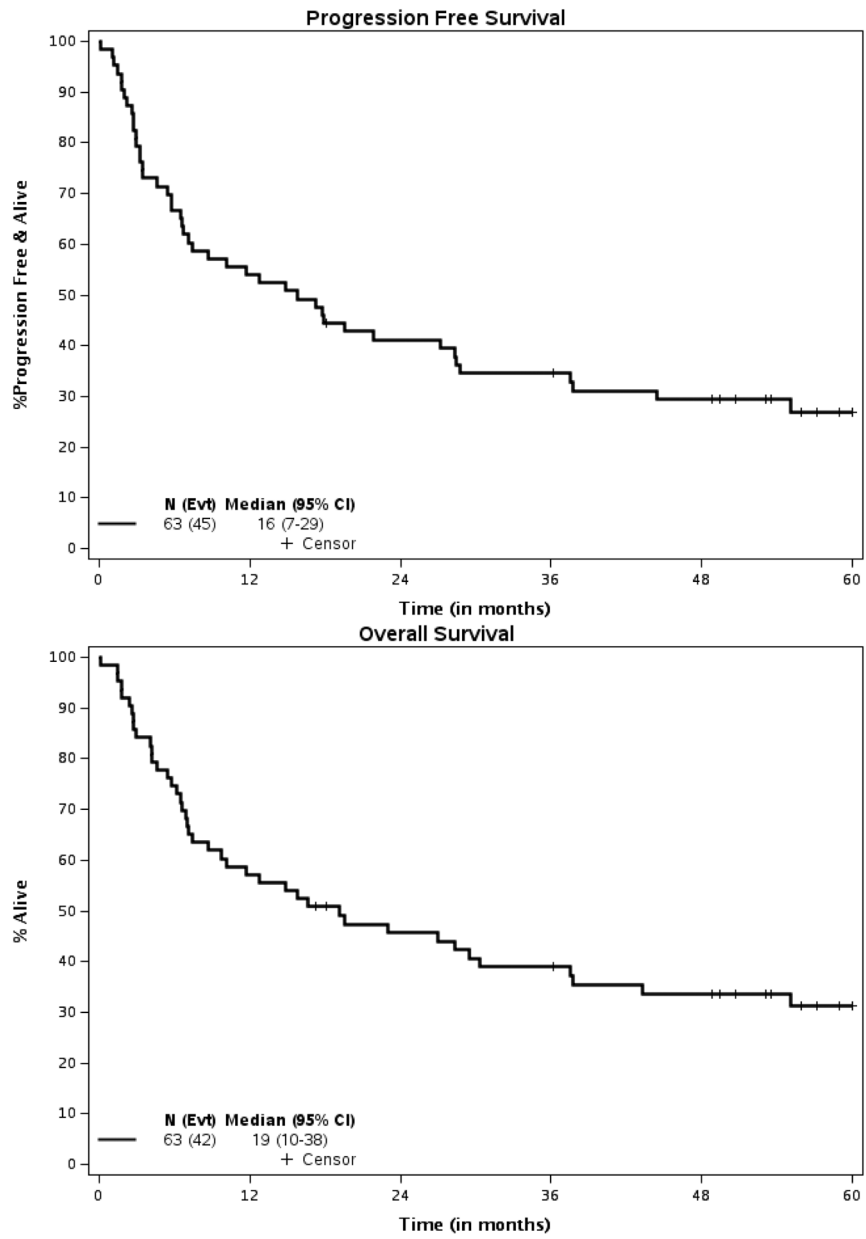 Progression Free Survival
100
90
80
70
60
50
40
30
20
10
0
%Progression Free & Alive
N (Evt) Median (95% CI)
63 (45) 16 (7-29)
+ Censor
0 12 24 36 48 60
Time (in months)
Overall Survival
100
90
80
70
60
50
40
30
20
10
0
% Alive
N (Evt) Median (95% CI)
63 (42) 19 (10-38)
+ Censor
0 12 24 36 48 60
Time (in months)